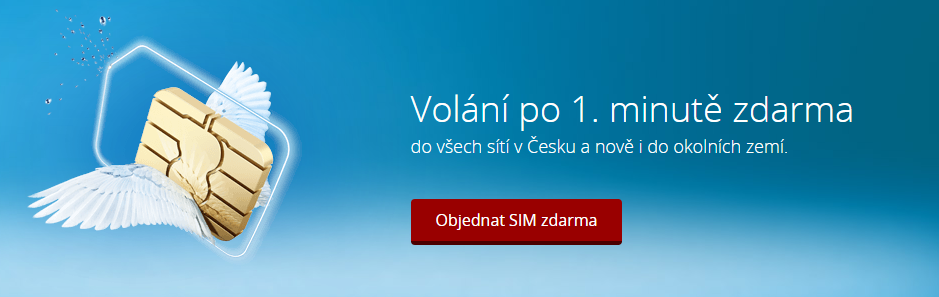 Volání po 1. minutě zdarma
do všech sítí v Česku a nově i do okolních zemí.
Objednat SIM zdarma